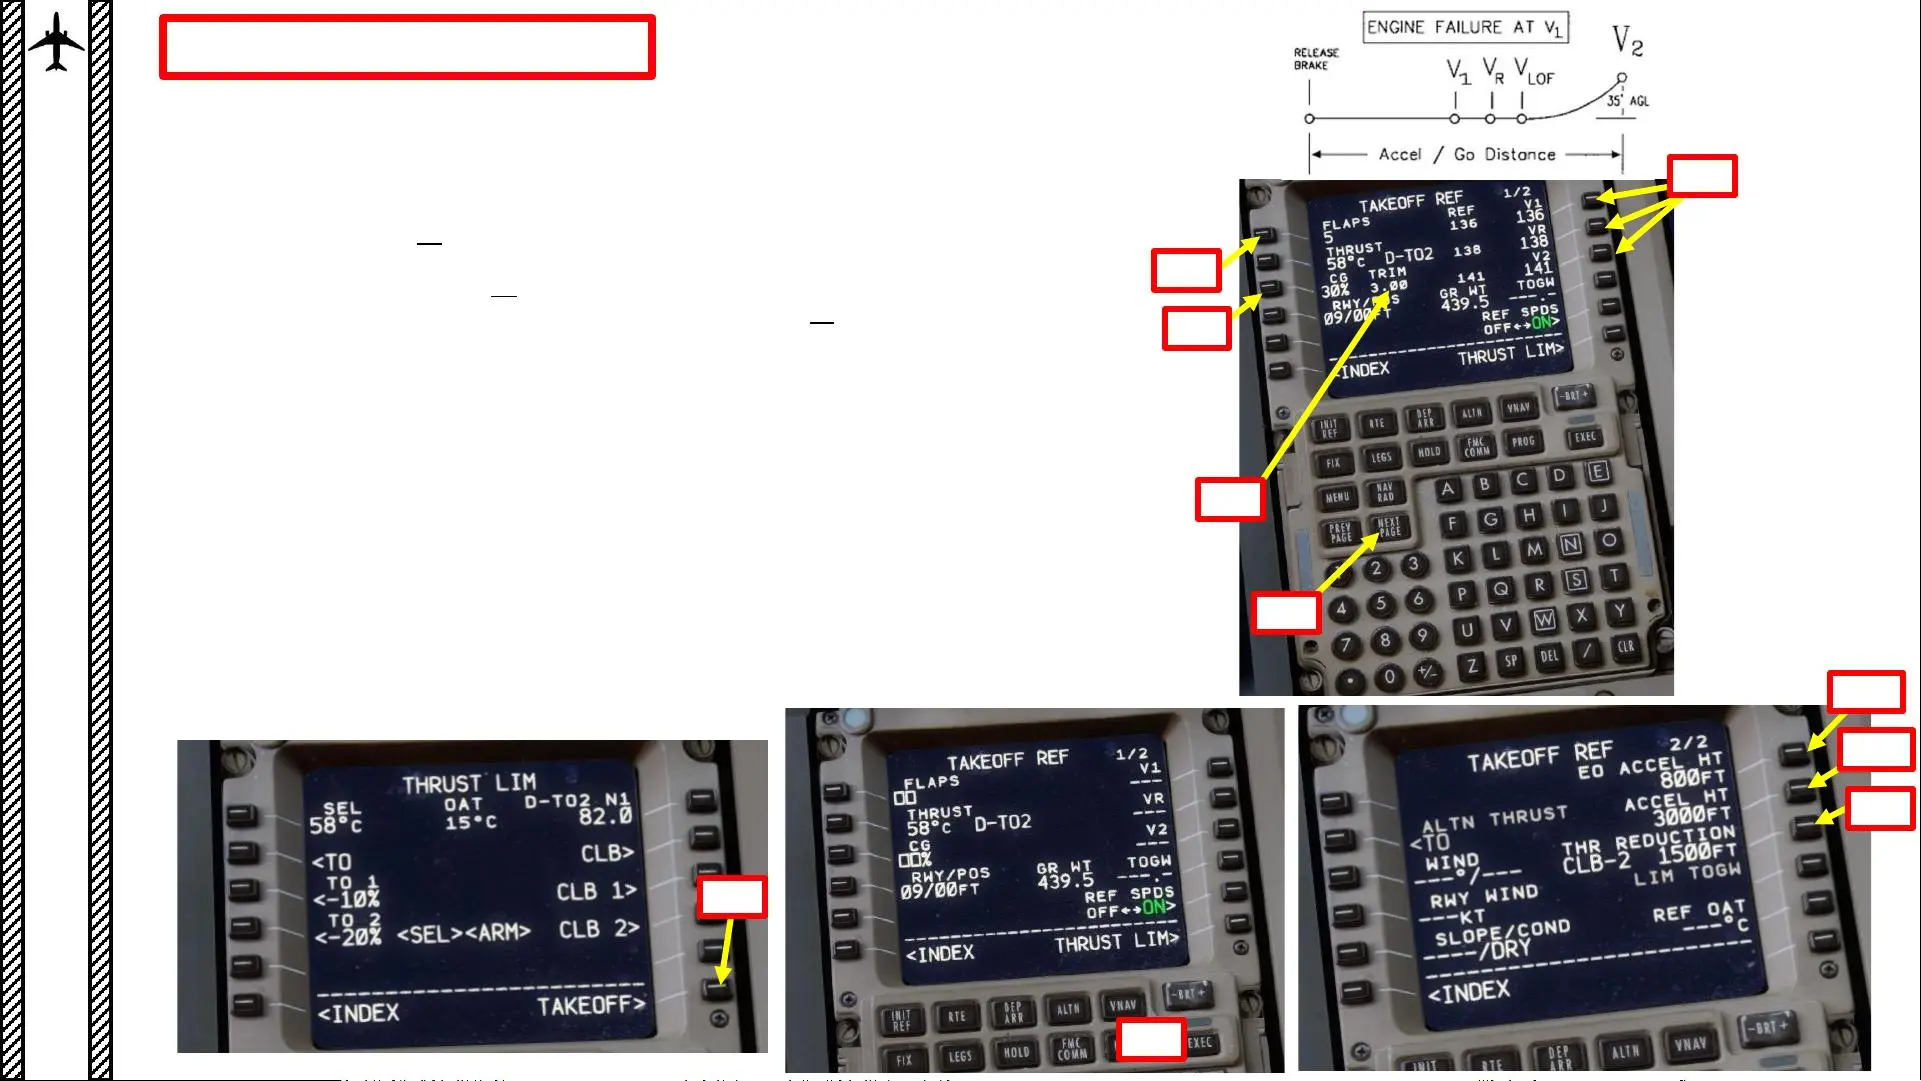 ENGINE FAILURE AT V1
V2
RELEASE
BRAKE
V1 VR VLOF
35' AGL
Accel / Go Distance
TAKEOFF REF 1/2
FLAPS REF V1
5 136 136
THRUST VR
58°C D-TO2 138 138
CG TRIM V2
30% 3.00 141 141
RWY/POS GR WT TOGW
09/00FT 439.5 ---.-
REF SPDS
OFF↔ON>
<INDEX THRUST LIM>
INIT REF RTE DEP ARR ALTN VNAV -BRT+
FIX LEGS HOLD FMC COMM PROG EXEC
MENU NAV RAD A B C D E
PREV PAGE NEXT PAGE F G H I J
1 2 3 K L M N O
4 5 6 P Q R S T
7 8 9 U V W X Y
. 0 +/- Z SP DEL / CLR
THRUST LIM
SEL OAT D-TO2 N1
58°C 15°C 82.0
<TO CLB>
TO 1
<-10% CLB 1>
TO 2
<-20% <SEL><ARM> CLB 2>
<INDEX TAKEOFF>
TAKEOFF REF 1/2
FLAPS V1
□□ ---
THRUST VR
58°C D-TO2 ---
CG V2
□□% ---
RWY/POS GR WT TOGW
09/00FT 439.5 ---.-
REF SPDS
OFF↔ON>
<INDEX THRUST LIM>
INIT REF RTE DEP ARR ALTN VNAV -BRT+
FIX LEGS HOLD FMC COMM EXEC
TAKEOFF REF 2/2
EO ACCEL HT
800FT
ALTN THRUST ACCEL HT
<TO 3000FT
WIND THR REDUCTION
---°/--- CLB-2 1500FT
RWY WIND LIM TOGW
---KT
SLOPE/COND REF OAT
----/DRY ---°C
<INDEX
INIT RTE DEP ARR ALTN VNAV -BRT+